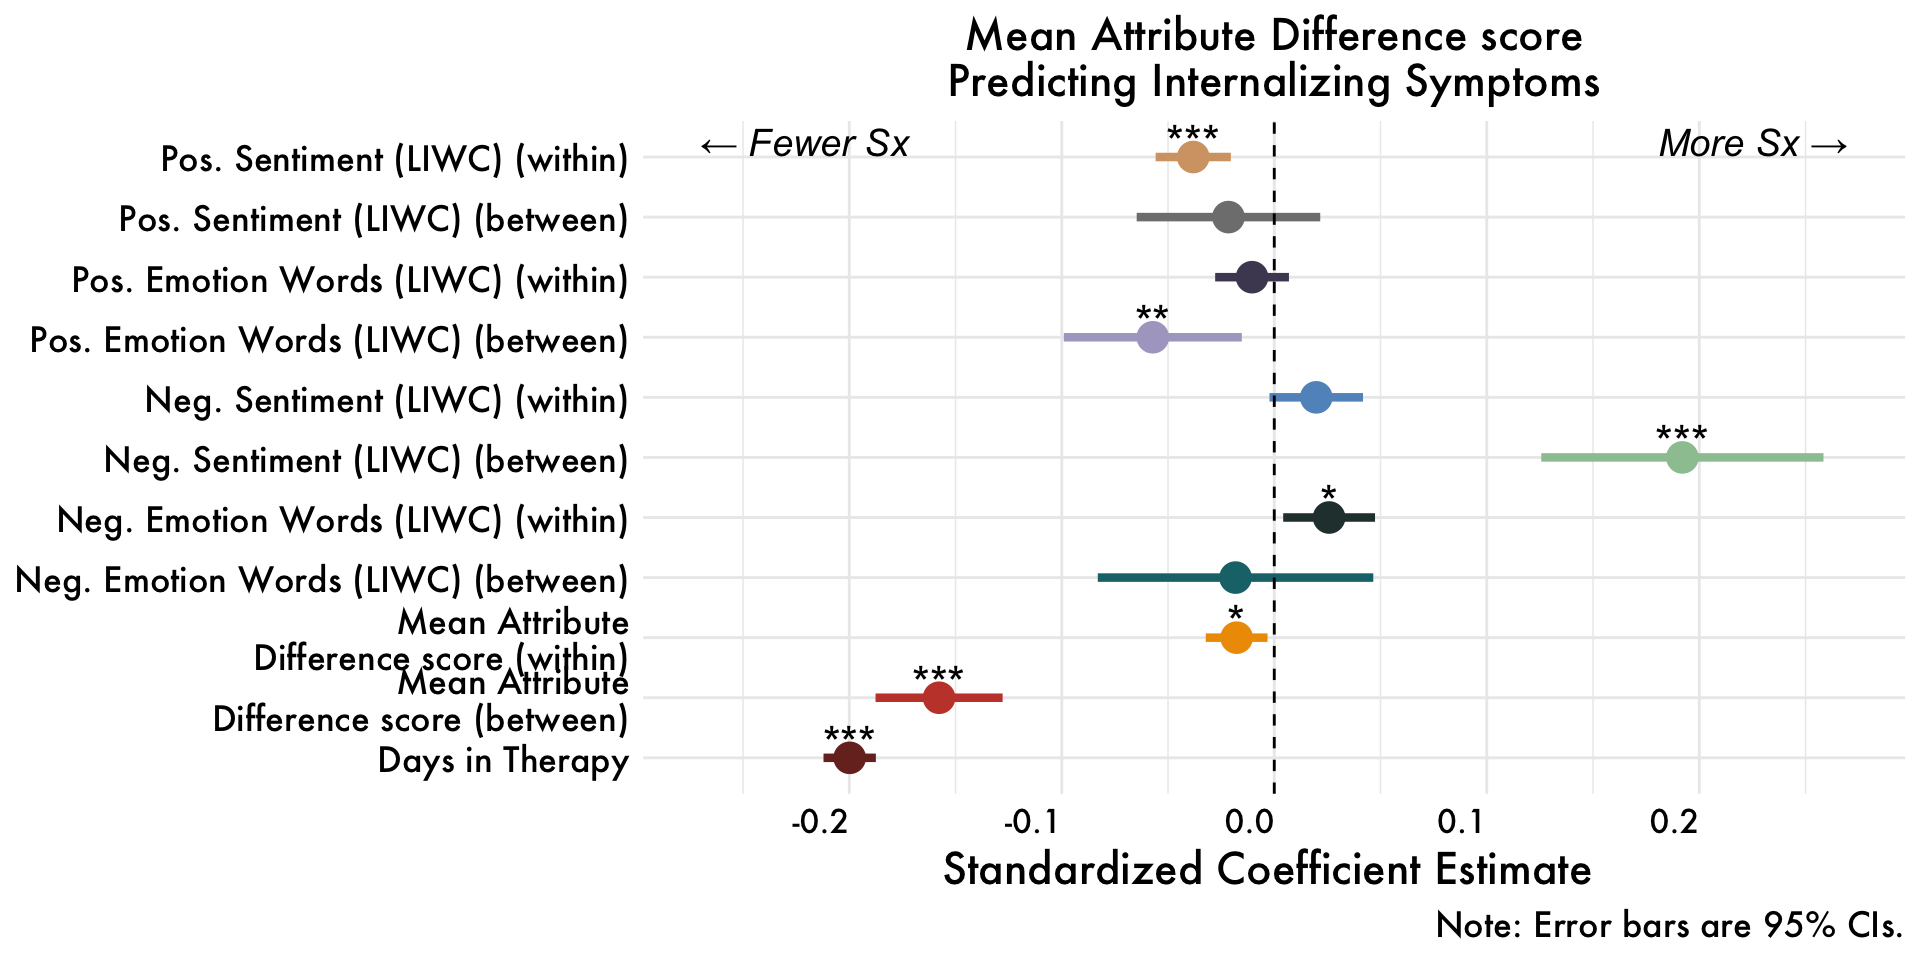 Mean Attribute Difference score
Predicting Internalizing Symptoms
← Fewer Sx
More Sx →
Pos. Sentiment (LIWC) (within)
***
Pos. Sentiment (LIWC) (between)
Pos. Emotion Words (LIWC) (within)
Pos. Emotion Words (LIWC) (between)
**
Neg. Sentiment (LIWC) (within)
Neg. Sentiment (LIWC) (between)
***
Neg. Emotion Words (LIWC) (within)
*
Neg. Emotion Words (LIWC) (between)
Mean Attribute
Difference score (within)
*
Mean Attribute
Difference score (between)
***
Days in Therapy
***
-0.2 -0.1 0.0 0.1 0.2
Standardized Coefficient Estimate
Note: Error bars are 95% CIs.